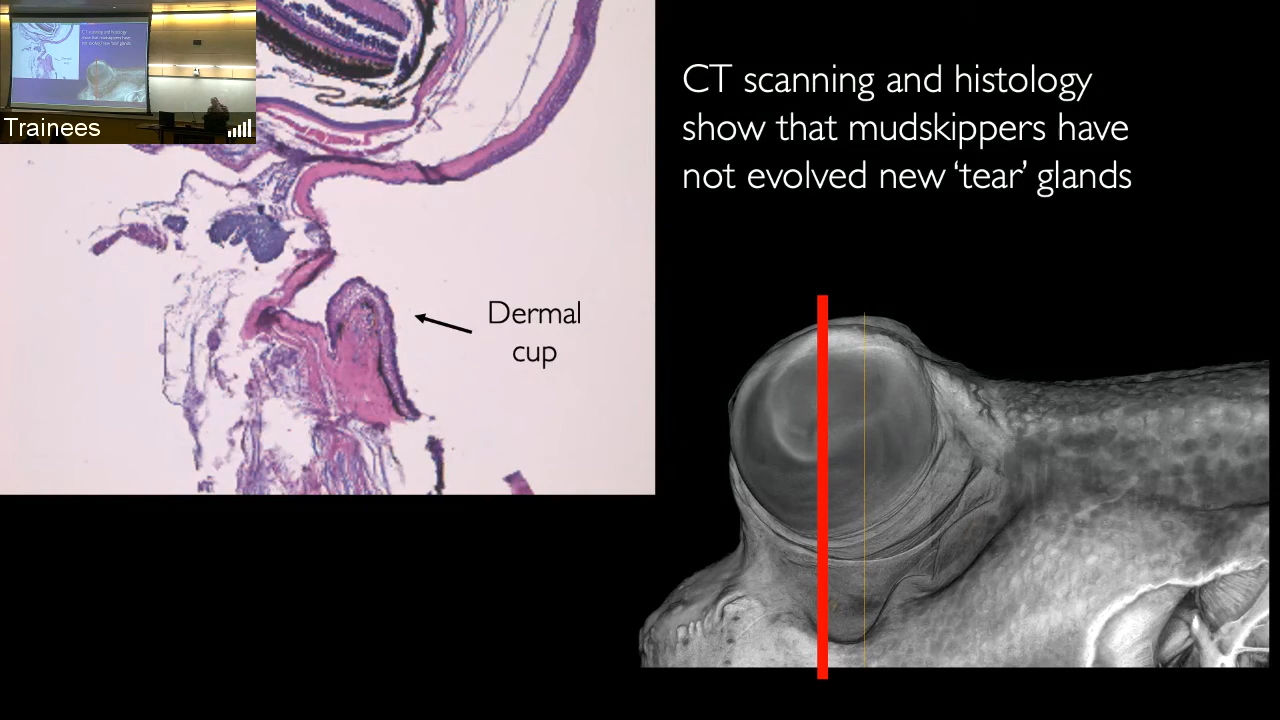 CT scanning and histology
show that mudskippers have
not evolved new ‘tear’ glands
Trainees
Dermal
cup